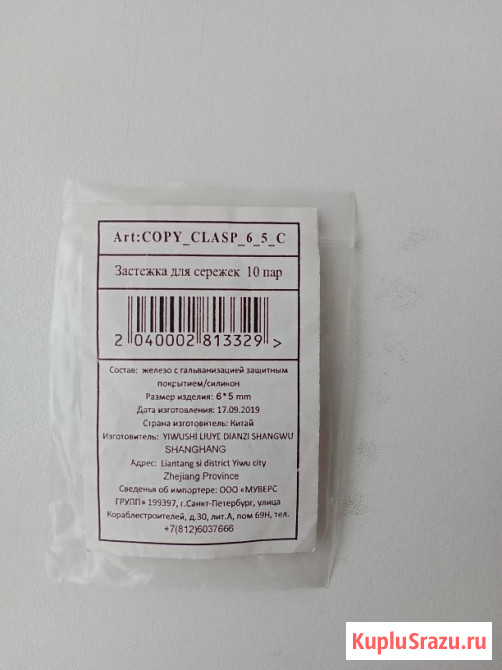 Art:COPY_CLASP_6_5_C
Застежка для сережек 10 пар
2 040002 813329 >
Состав: железо с гальванизацией защитным
покрытием/силикон
Размер изделия: 6*5 mm
Дата изготовления: 17.09.2019
Страна изготовитель: Китай
Изготовитель: YIWUSHI LIUYE DIANZI SHANGWU
SHANGHANG
Адрес: Liantang si district Yiwu city
Zhejiang Province
Сведенья об импортере: ООО «МУВЕРС
ГРУПП» 199397, г.Санкт-Петербург, улица
Кораблестроителей, д.30, лит.А, пом 69Н, тел.
+7(812)6037666
KupluSrazu.ru